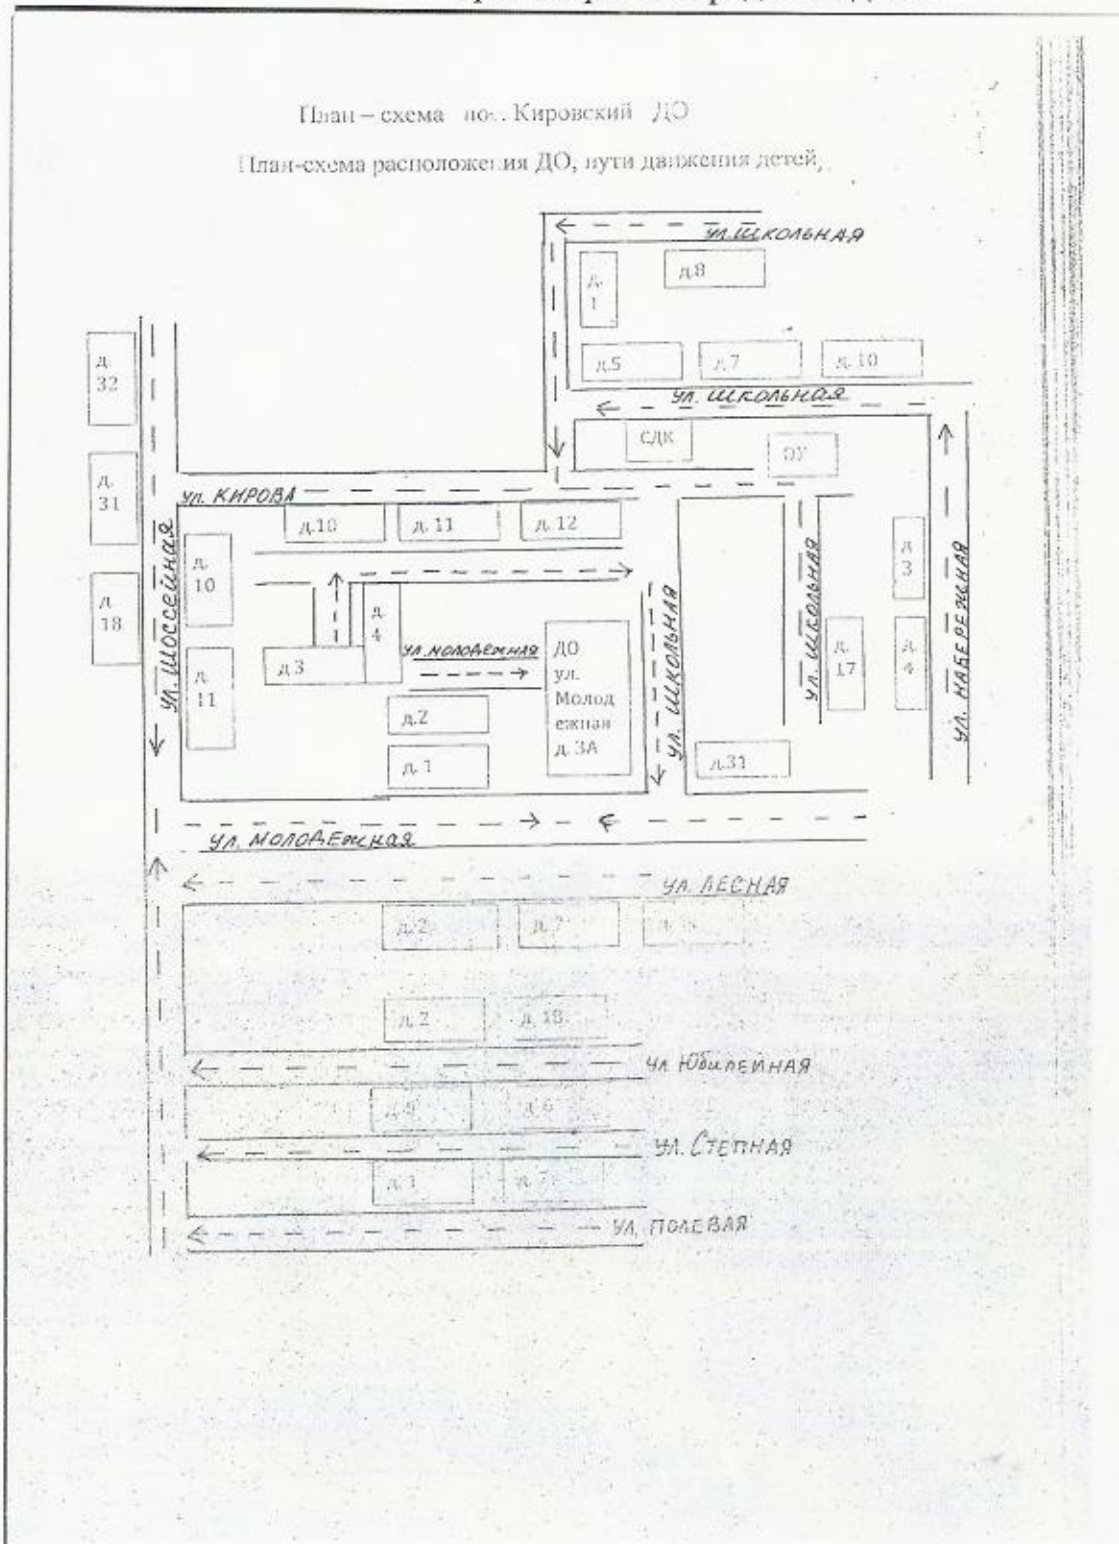 План – схема пос. Кировский ДО
План-схема расположения ДО, пути движения детей
ул. ШКОЛЬНАЯ
д.
1
д.8
д.5
д.7
д. 10
ул. ШКОЛЬНАЯ
СДК
ОУ
д.
32
д.
31
д.
18
ул. ШОССЕЙНАЯ
ул. КИРОВА
д.10
д. 11
д. 12
д.
10
д.
11
д.3
д.
4
ул. МОЛОДЕЖНАЯ
д.2
д. 1
ДО
ул.
Молод
ежная
д. 3А
ул. ШКОЛЬНАЯ
ул. ШКОЛЬНАЯ
д.
17
д.
3
д.
4
ул. НАБЕРЕЖНАЯ
д.31
ул. МОЛОДЕЖНАЯ
ул. ЛЕСНАЯ
д. 2
д. 7
д. 2
д. 18
ул Юбилейная
ул. СТЕПНАЯ
ул. ПОЛЕВАЯ